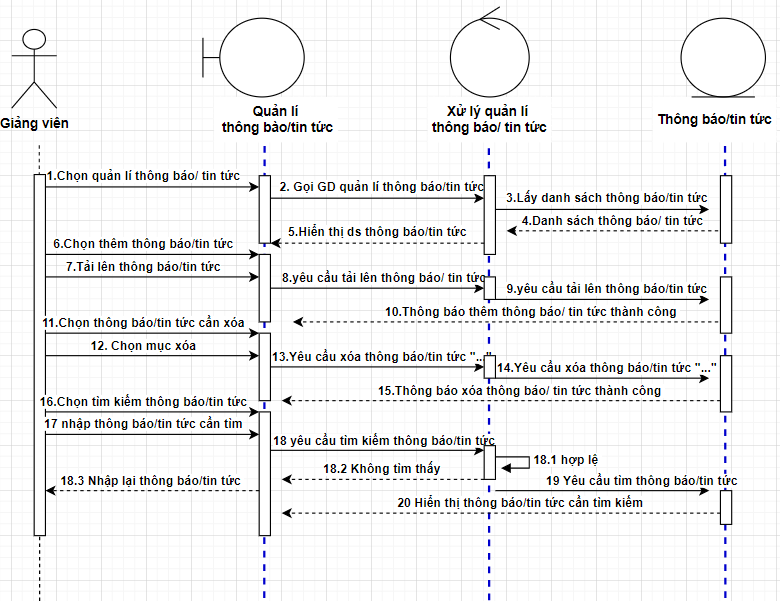 Giảng viên
Quản lí
thông bào/tin tức
Xử lý quản lí
thông báo/ tin tức
Thông báo/tin tức
1.Chọn quản lí thông báo/ tin tức
2. Gọi GD quản lí thông báo/tin tức
3.Lấy danh sách thông báo/tin tức
4.Danh sách thông báo/ tin tức
5.Hiển thị ds thông báo/tin tức
6.Chọn thêm thông báo/tin tức
7.Tải lên thông báo/tin tức
8.yêu cầu tải lên thông báo/ tin tức
9.yêu cầu tải lên thông báo/tin tức
10.Thông báo thêm thông báo/ tin tức thành công
11.Chọn thông báo/tin tức cần xóa
12. Chọn mục xóa
13.Yêu cầu xóa thông báo/tin tức "..."
14.Yêu cầu xóa thông báo/tin tức "..."
15.Thông báo xóa thông báo/ tin tức thành công
16.Chọn tìm kiếm thông báo/tin tức
17 nhập thông báo/tin tức cần tìm
18 yêu cầu tìm kiếm thông báo/tin tức
18.1 hợp lệ
18.2 Không tìm thấy
18.3 Nhập lại thông báo/tin tức
19 Yêu cầu tìm thông báo/tin tức
20 Hiển thị thông báo/tin tức cần tìm kiếm